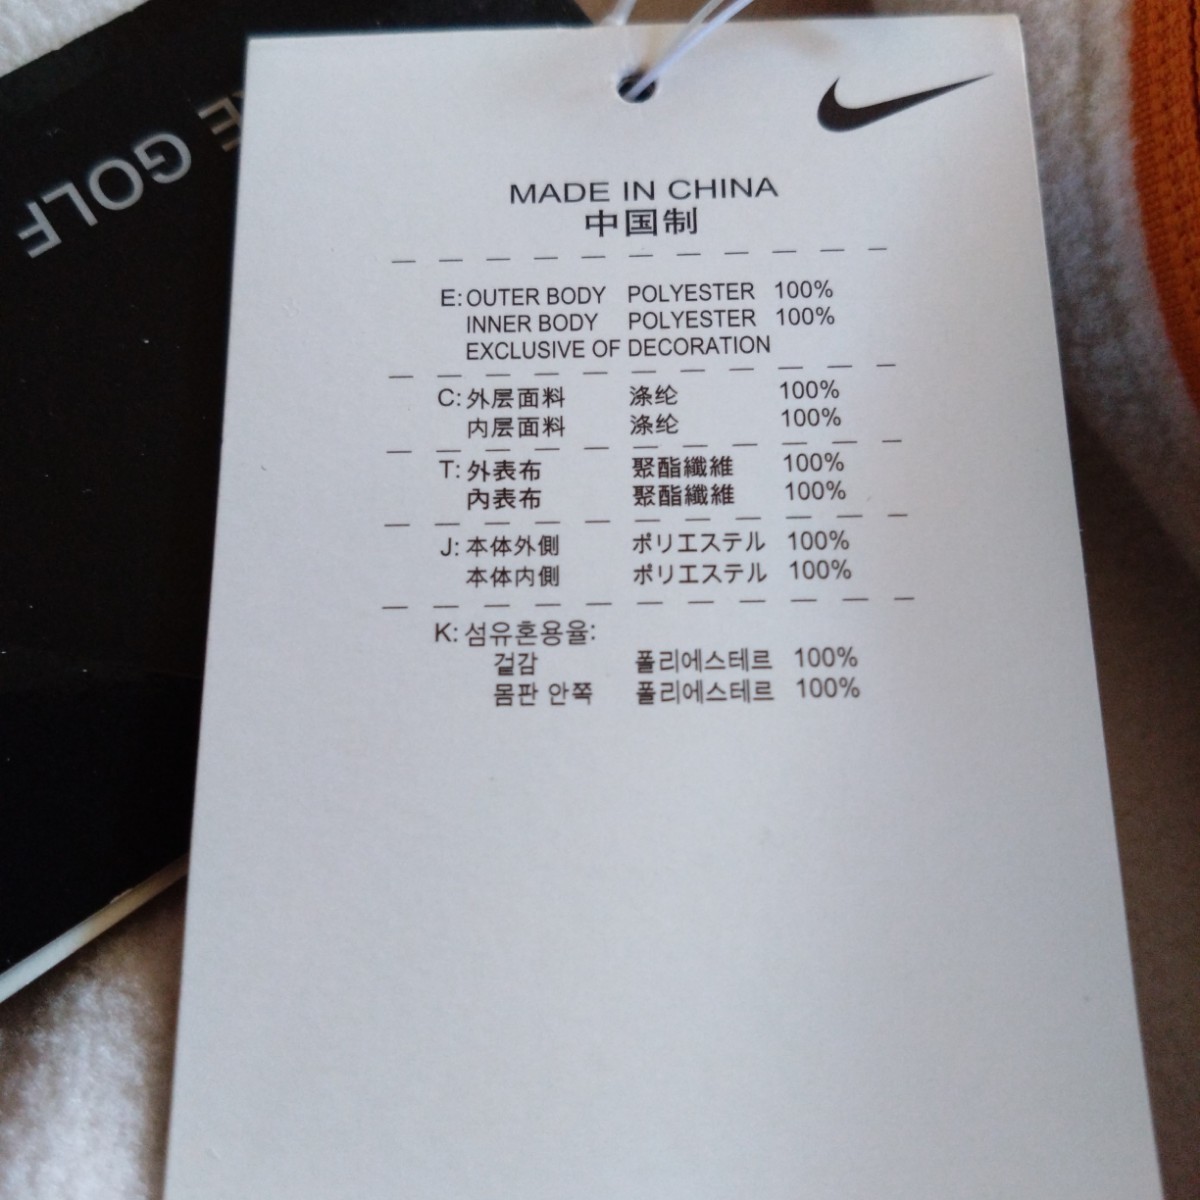 MADE IN CHINA
中国制
E: OUTER BODY POLYESTER 100%
INNER BODY POLYESTER 100%
EXCLUSIVE OF DECORATION
C: 外层面料 涤纶 100%
内层面料 涤纶 100%
T: 外表布 聚酯纖維 100%
內表布 聚酯纖維 100%
J: 本体外側 ポリエステル 100%
本体内側 ポリエステル 100%
K: 섬유혼용율:
겉감 폴리에스테르 100%
몸판 안쪽 폴리에스테르 100%
GOLF